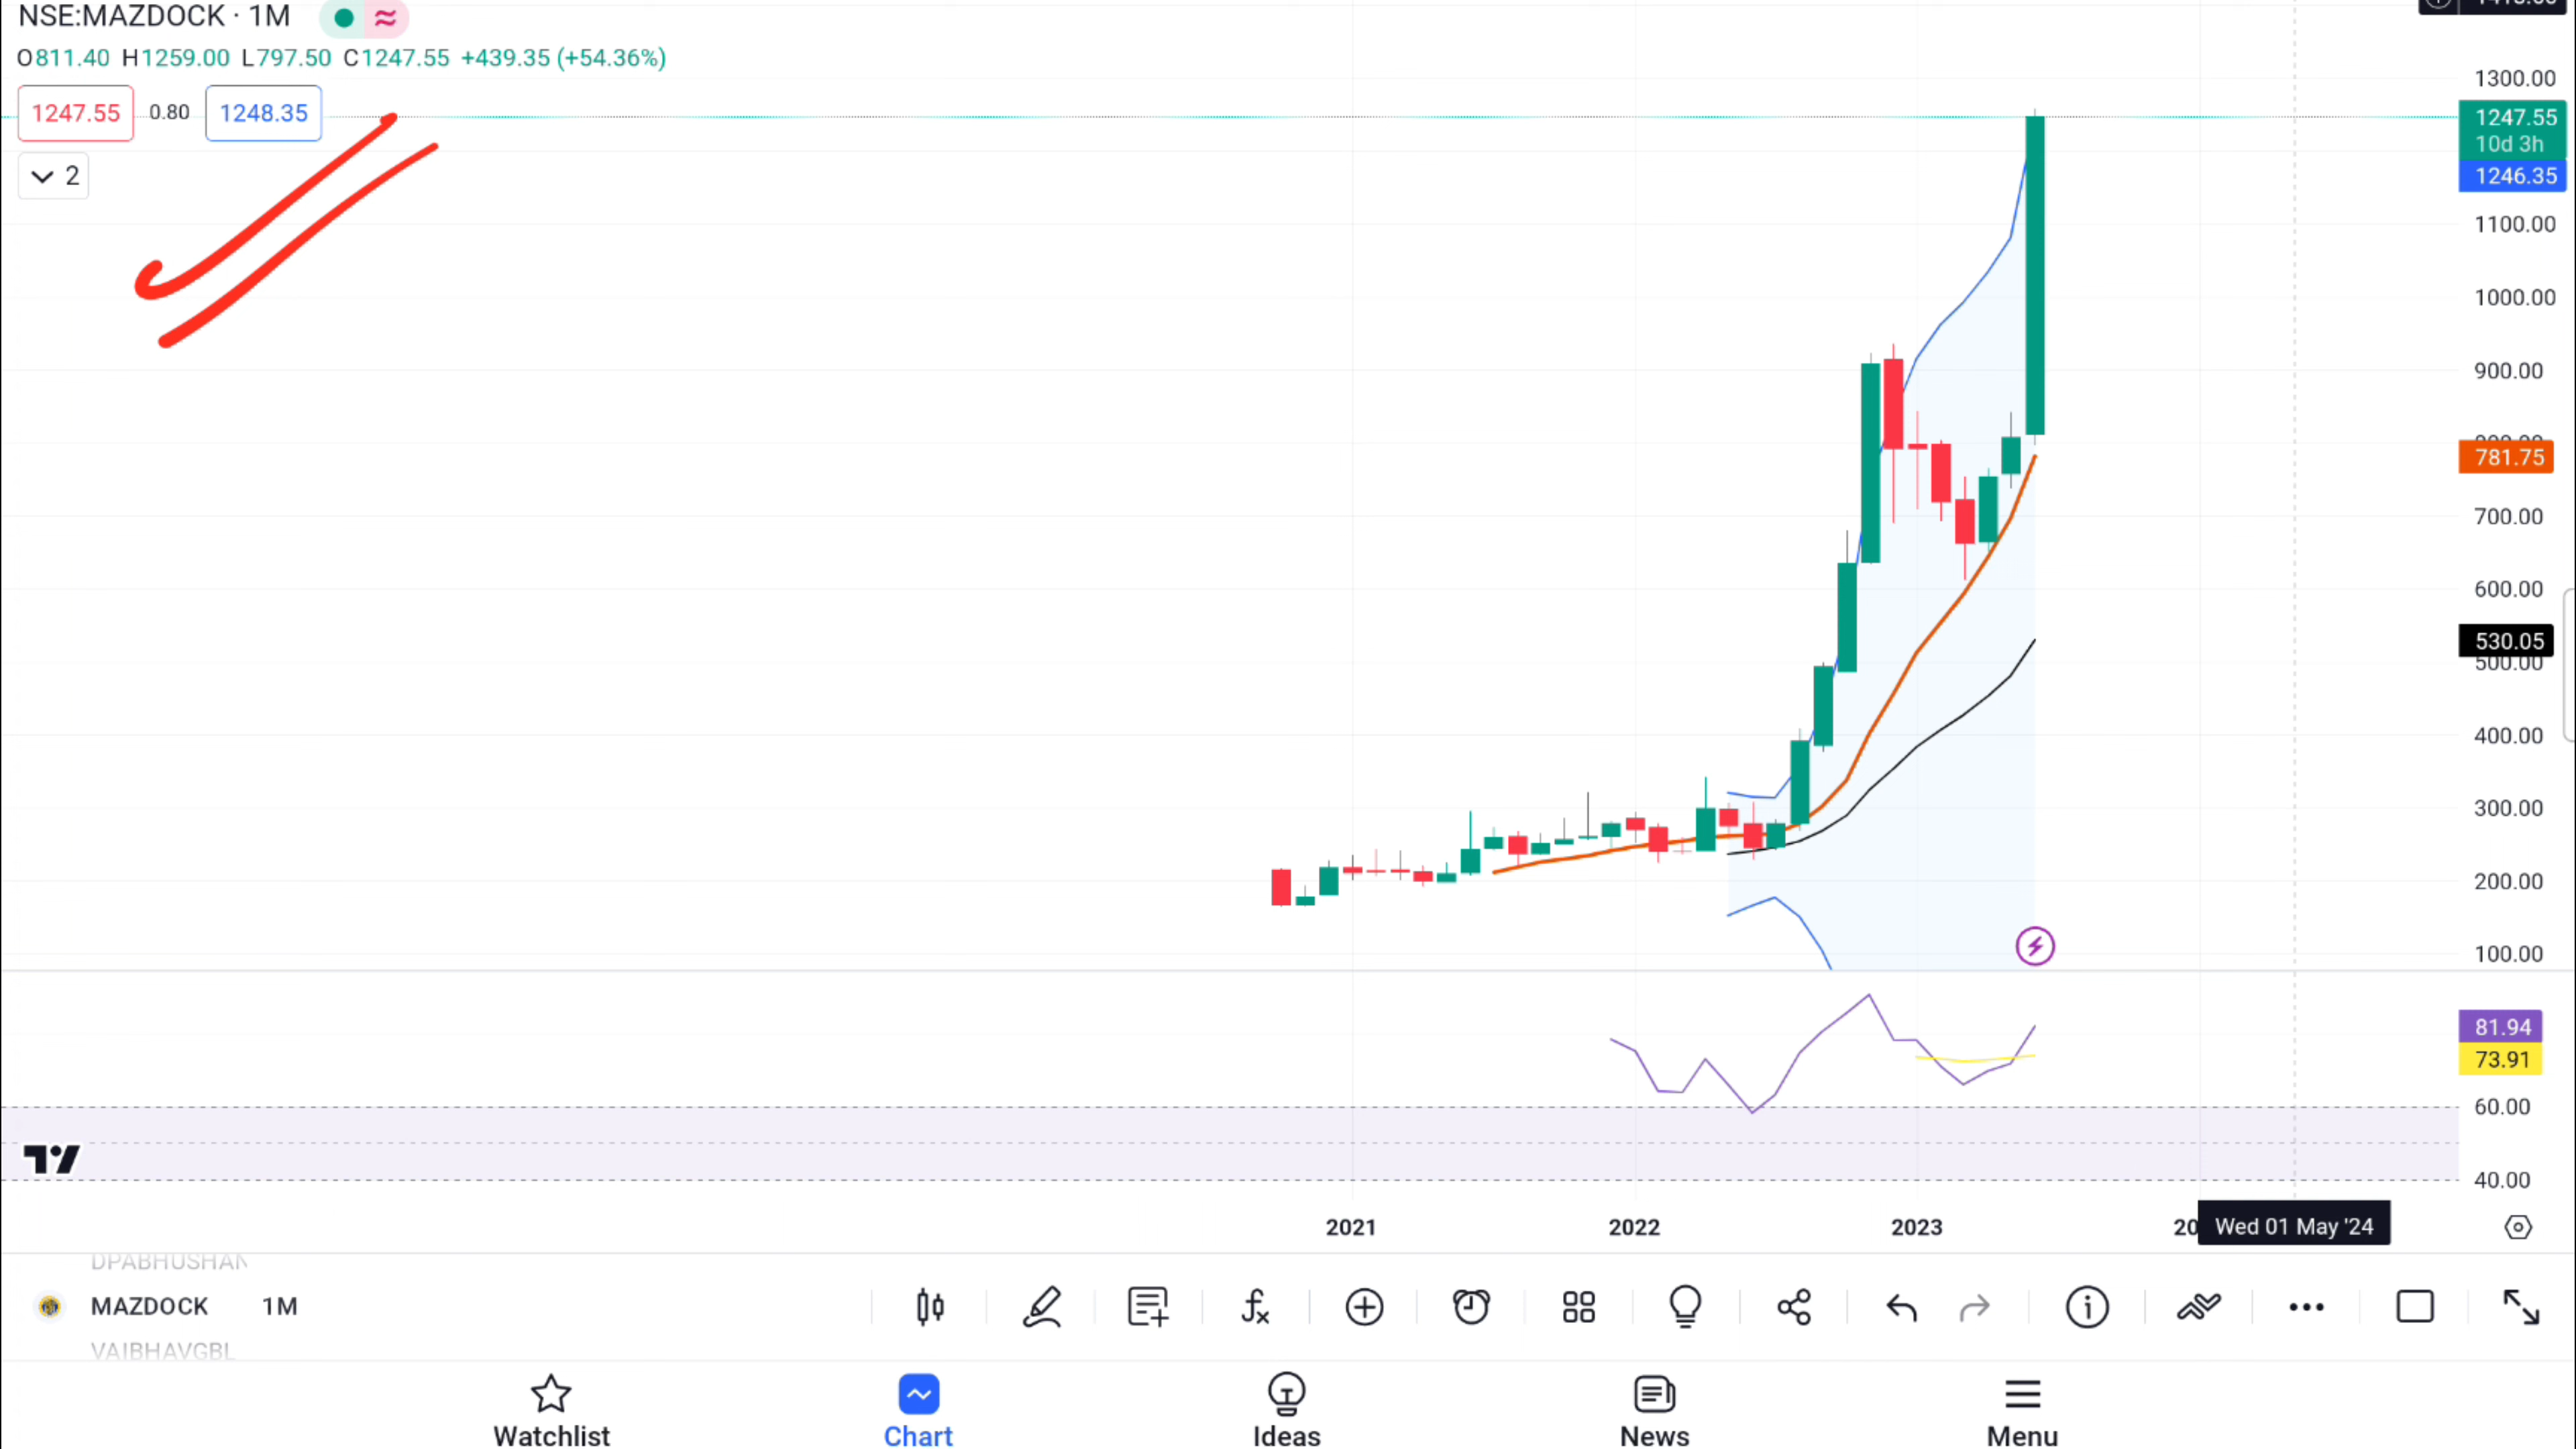 NSE:MAZDOCK · 1M
O811.40 H1259.00 L797.50 C1247.55 +439.35 (+54.36%)
1247.55 0.80 1248.35
2
1300.00
1247.55
10d 3h
1246.35
1100.00
1000.00
900.00
781.75
700.00
600.00
530.05
500.00
400.00
300.00
200.00
100.00
81.94
73.91
60.00
40.00
2021 2022 2023 20 Wed 01 May '24
DPABHUSHAN
MAZDOCK 1M
VAIBHAVGBL
Watchlist Chart Ideas News Menu